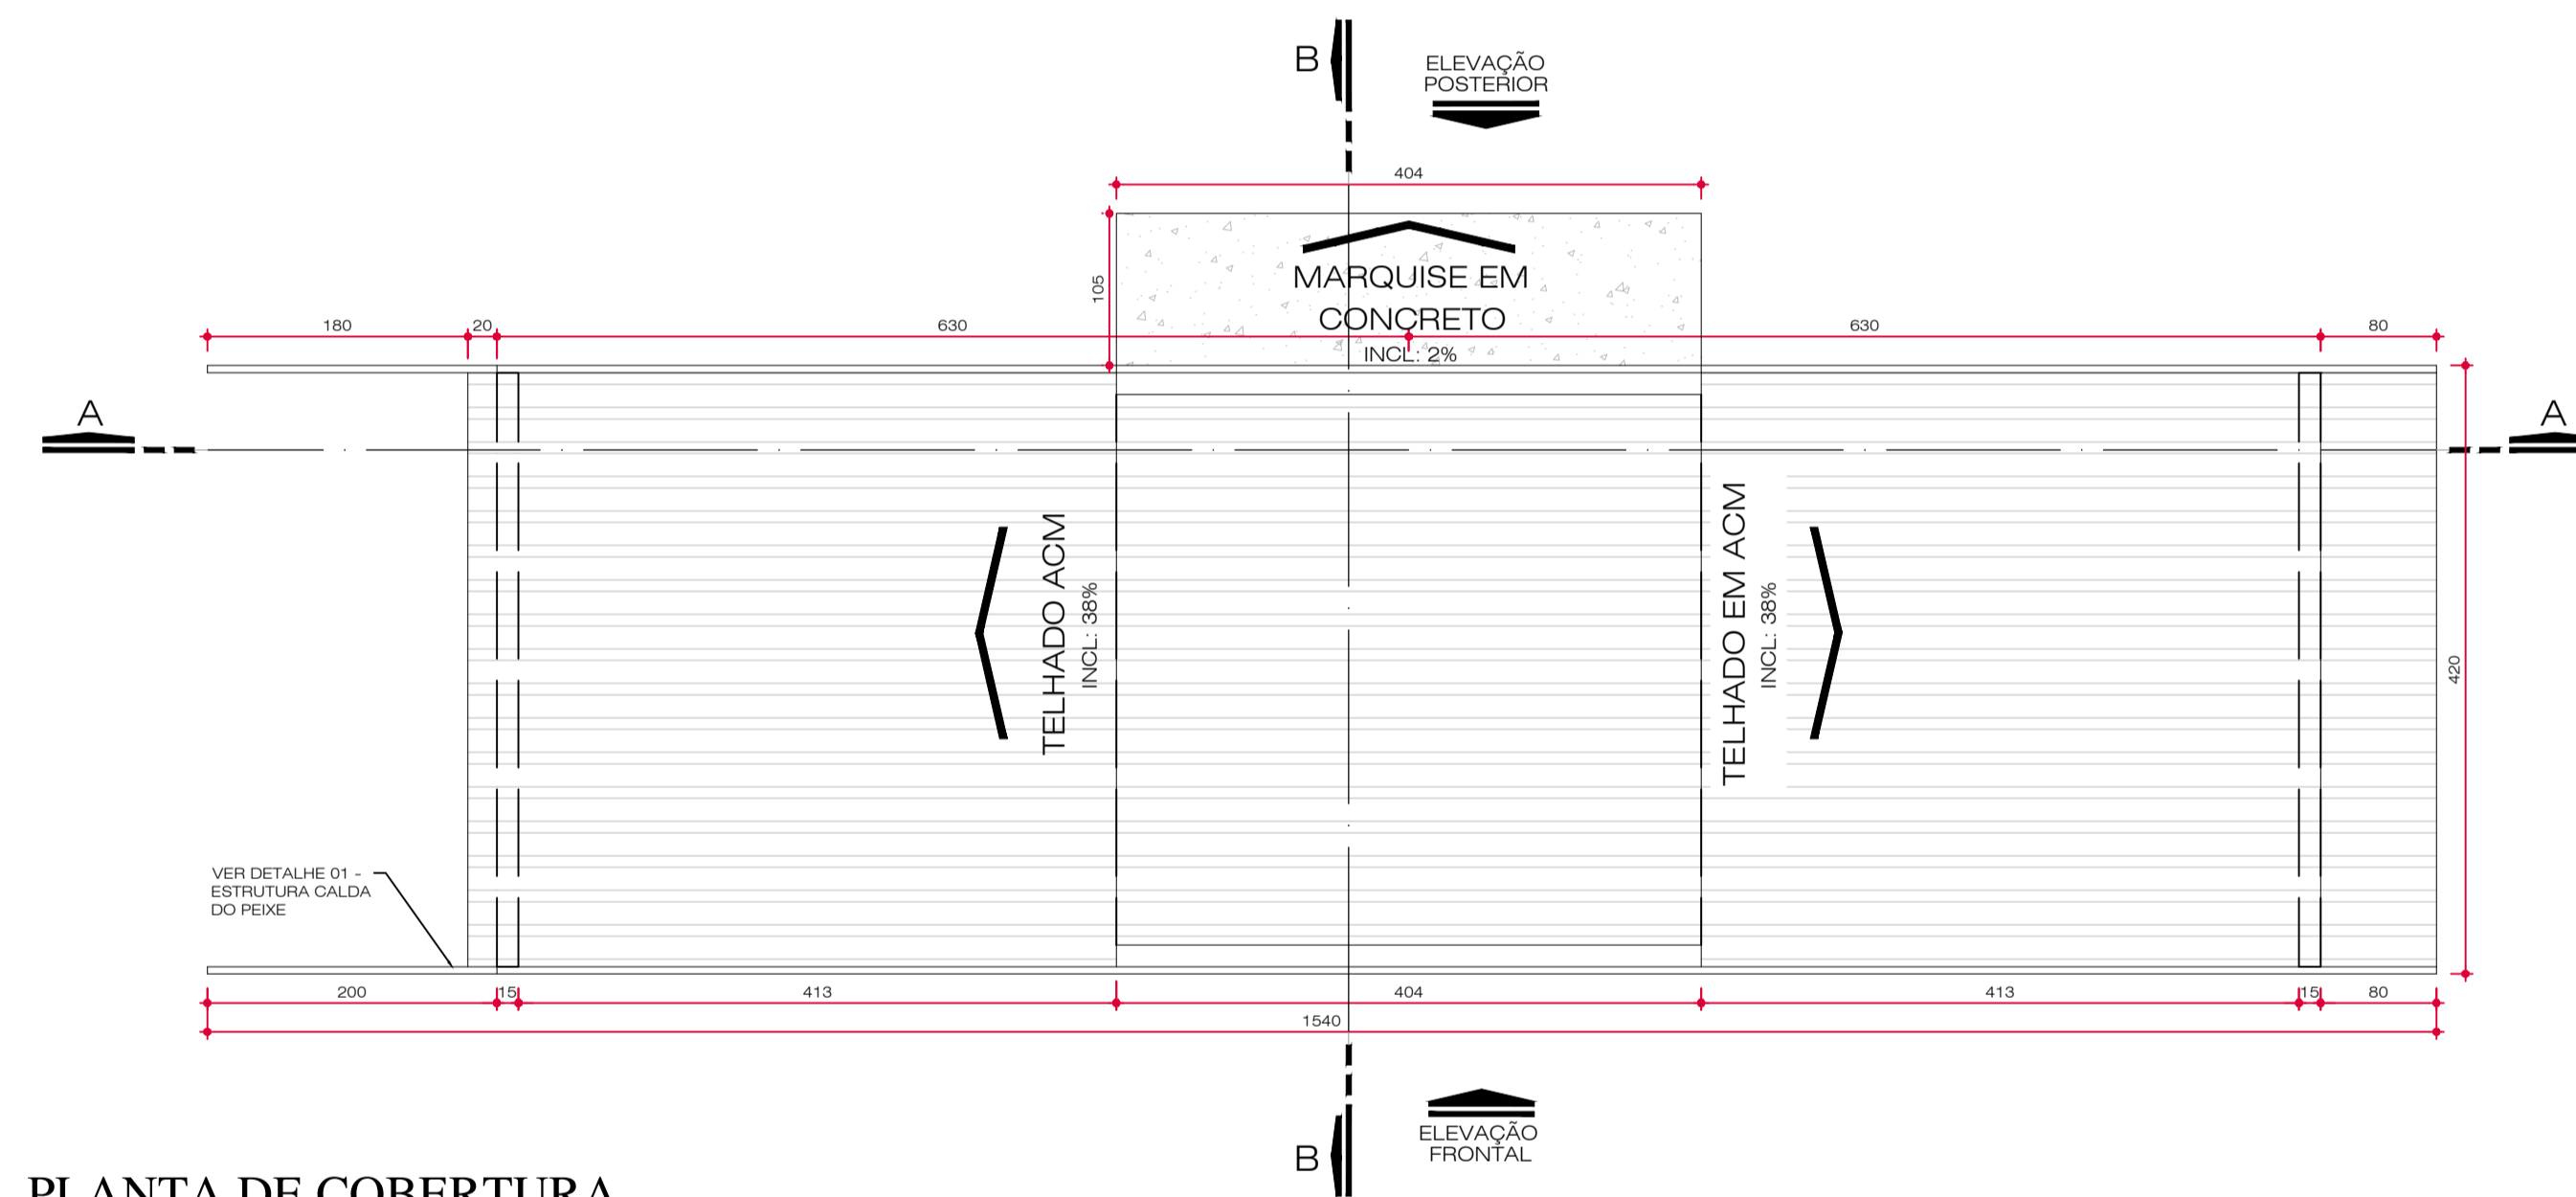 B
ELEVAÇÃO
POSTERIOR
404
MARQUISE EM
CONCRETO
INCL: 2%
105
180
20
630
630
80
A
A
TELHADO ACM
INCL: 38%
TELHADO EM ACM
INCL: 38%
420
VER DETALHE 01 -
ESTRUTURA CALDA
DO PEIXE
200
15
413
404
413
15
80
1540
B
ELEVAÇÃO
FRONTAL
PLANTA DE COBERTURA